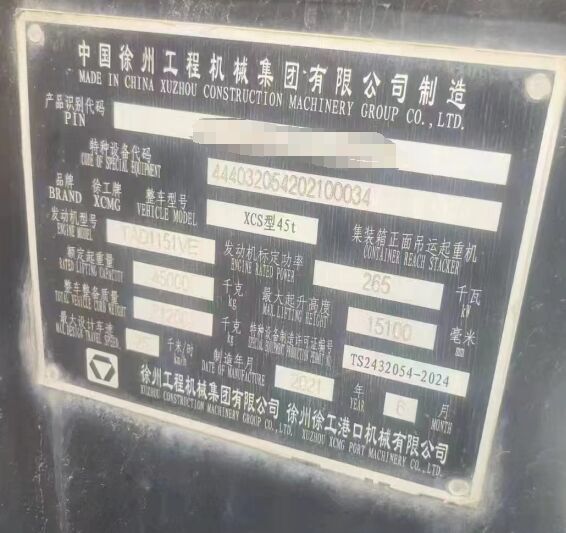 中国徐州工程机械集团有限公司制造
MADE IN CHINA XUZHOU CONSTRUCTION MACHINERY GROUP CO.,LTD.
产品识别代码
PIN
特种设备代码 444032054202100034
CODE OF SPECIAL EQUIPMENT
品牌 徐工牌 整车型号 XCS型45t 集装箱正面吊运起重机
BRAND XCMG VEHICLE MODEL CONTAINER REACH STACKER
发动机型号 TAD1151VE 发动机标定功率 265 千瓦
ENGINE MODEL ENGINE RATED POWER kW
额定起重量 45000 千克 最大起升高度 15100 毫米
RATED LIFTING CAPACITY kg MAX. LIFTING HEIGHT mm
整车整备质量 千克 特种设备制造许可证编号 TS2432054-2024
TOTAL VEHICLE CURB WEIGHT kg SPECIAL EQUIPMENT PRODUCTION PERMIT
最大设计车速 千米/时 制造年月 2021 年 6 月
MAX. DESIGN TRAVEL SPEED km/h DATE OF MANUFACTURE YEAR MONTH
徐州工程机械集团有限公司 徐州徐工港口机械有限公司
XUZHOU CONSTRUCTION MACHINERY GROUP CO., LTD. XUZHOU XCMG PORT MACHINERY CO., LTD.